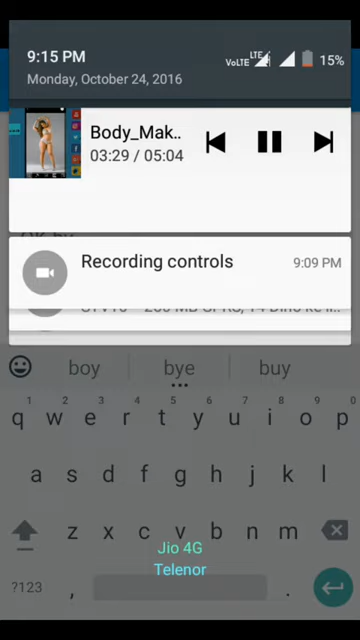 9:15 PM
VoLTE LTE 15%
Monday, October 24, 2016
Body_Mak..
03:29 / 05:04
Recording controls 9:09 PM
boy bye buy
1 2 3 4 5 6 7 8 9 0
q w e r t y u i o p
a s d f g h j k l
z x c v b n m
Jio 4G
?123 , .
Telenor